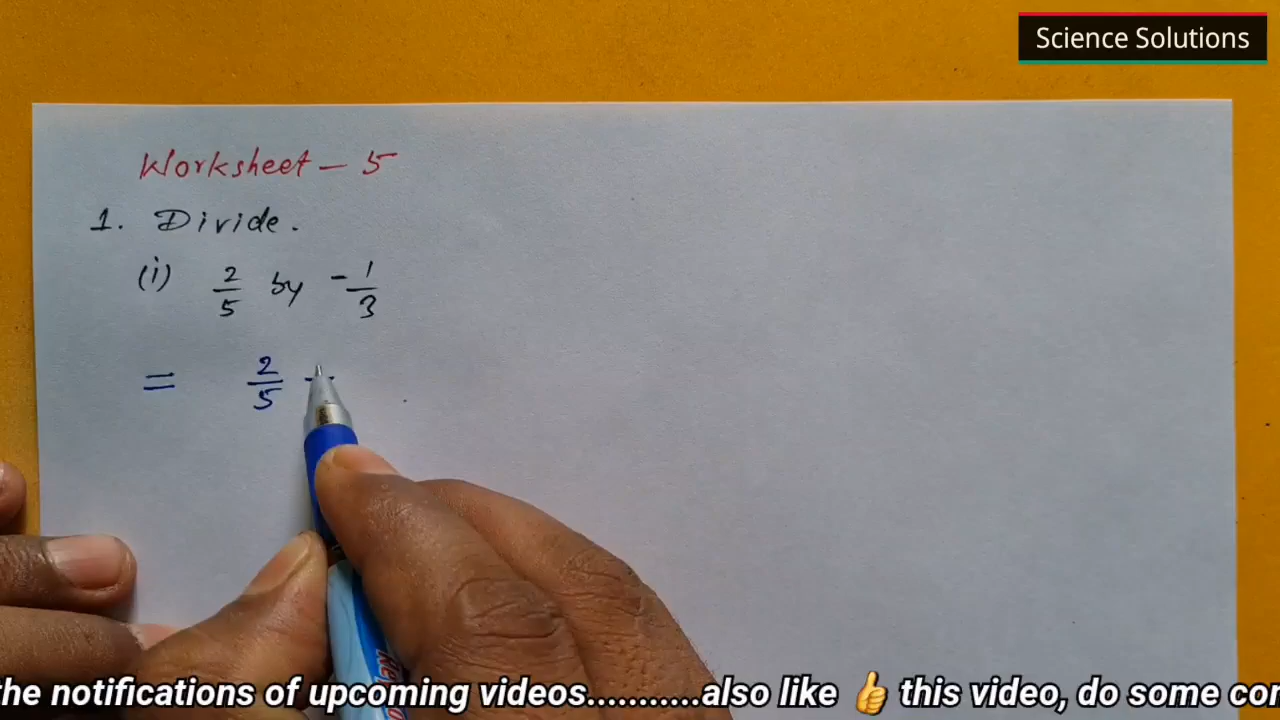 Science Solutions
Worksheet - 5
1. Divide.
(i) 2/5 by -1/3
= 2/5 ÷
the notifications of upcoming videos...........also like 👍 this video, do some